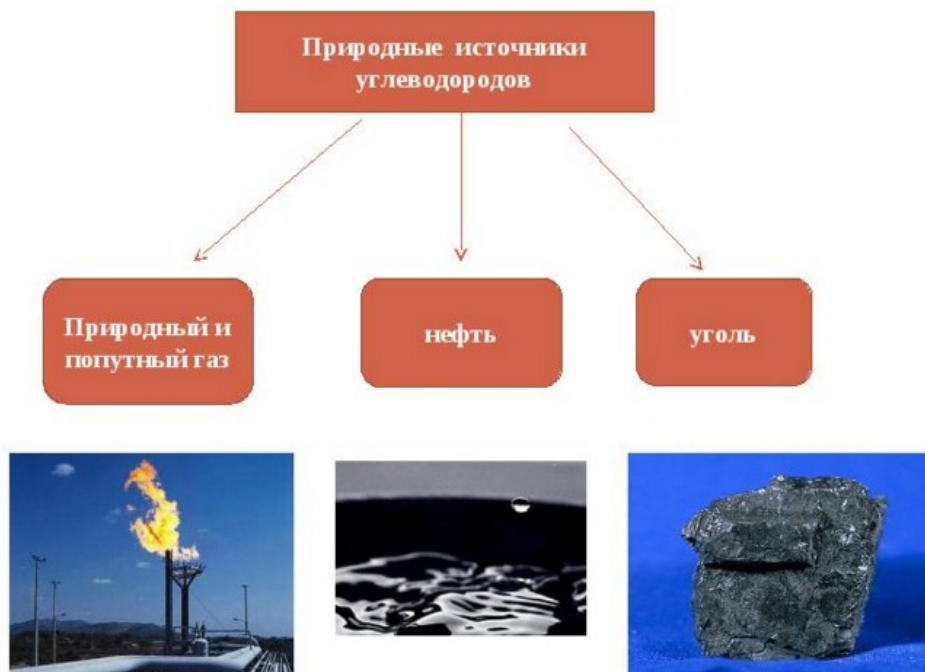 Природные источники
углеводородов
Природный и
попутный газ
нефть
уголь